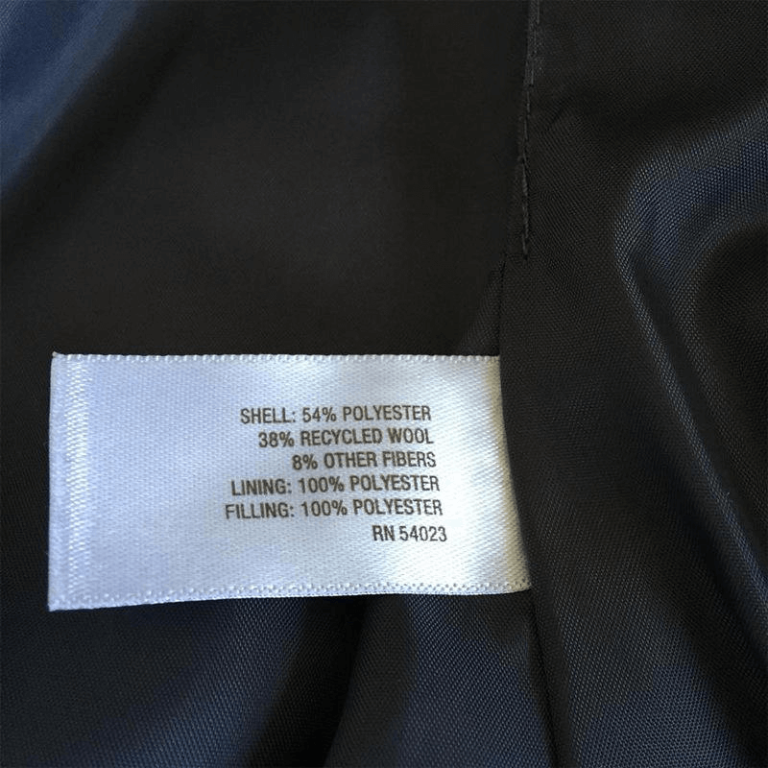 SHELL: 54% POLYESTER
38% RECYCLED WOOL
8% OTHER FIBERS
LINING: 100% POLYESTER
FILLING: 100% POLYESTER
RN 54023